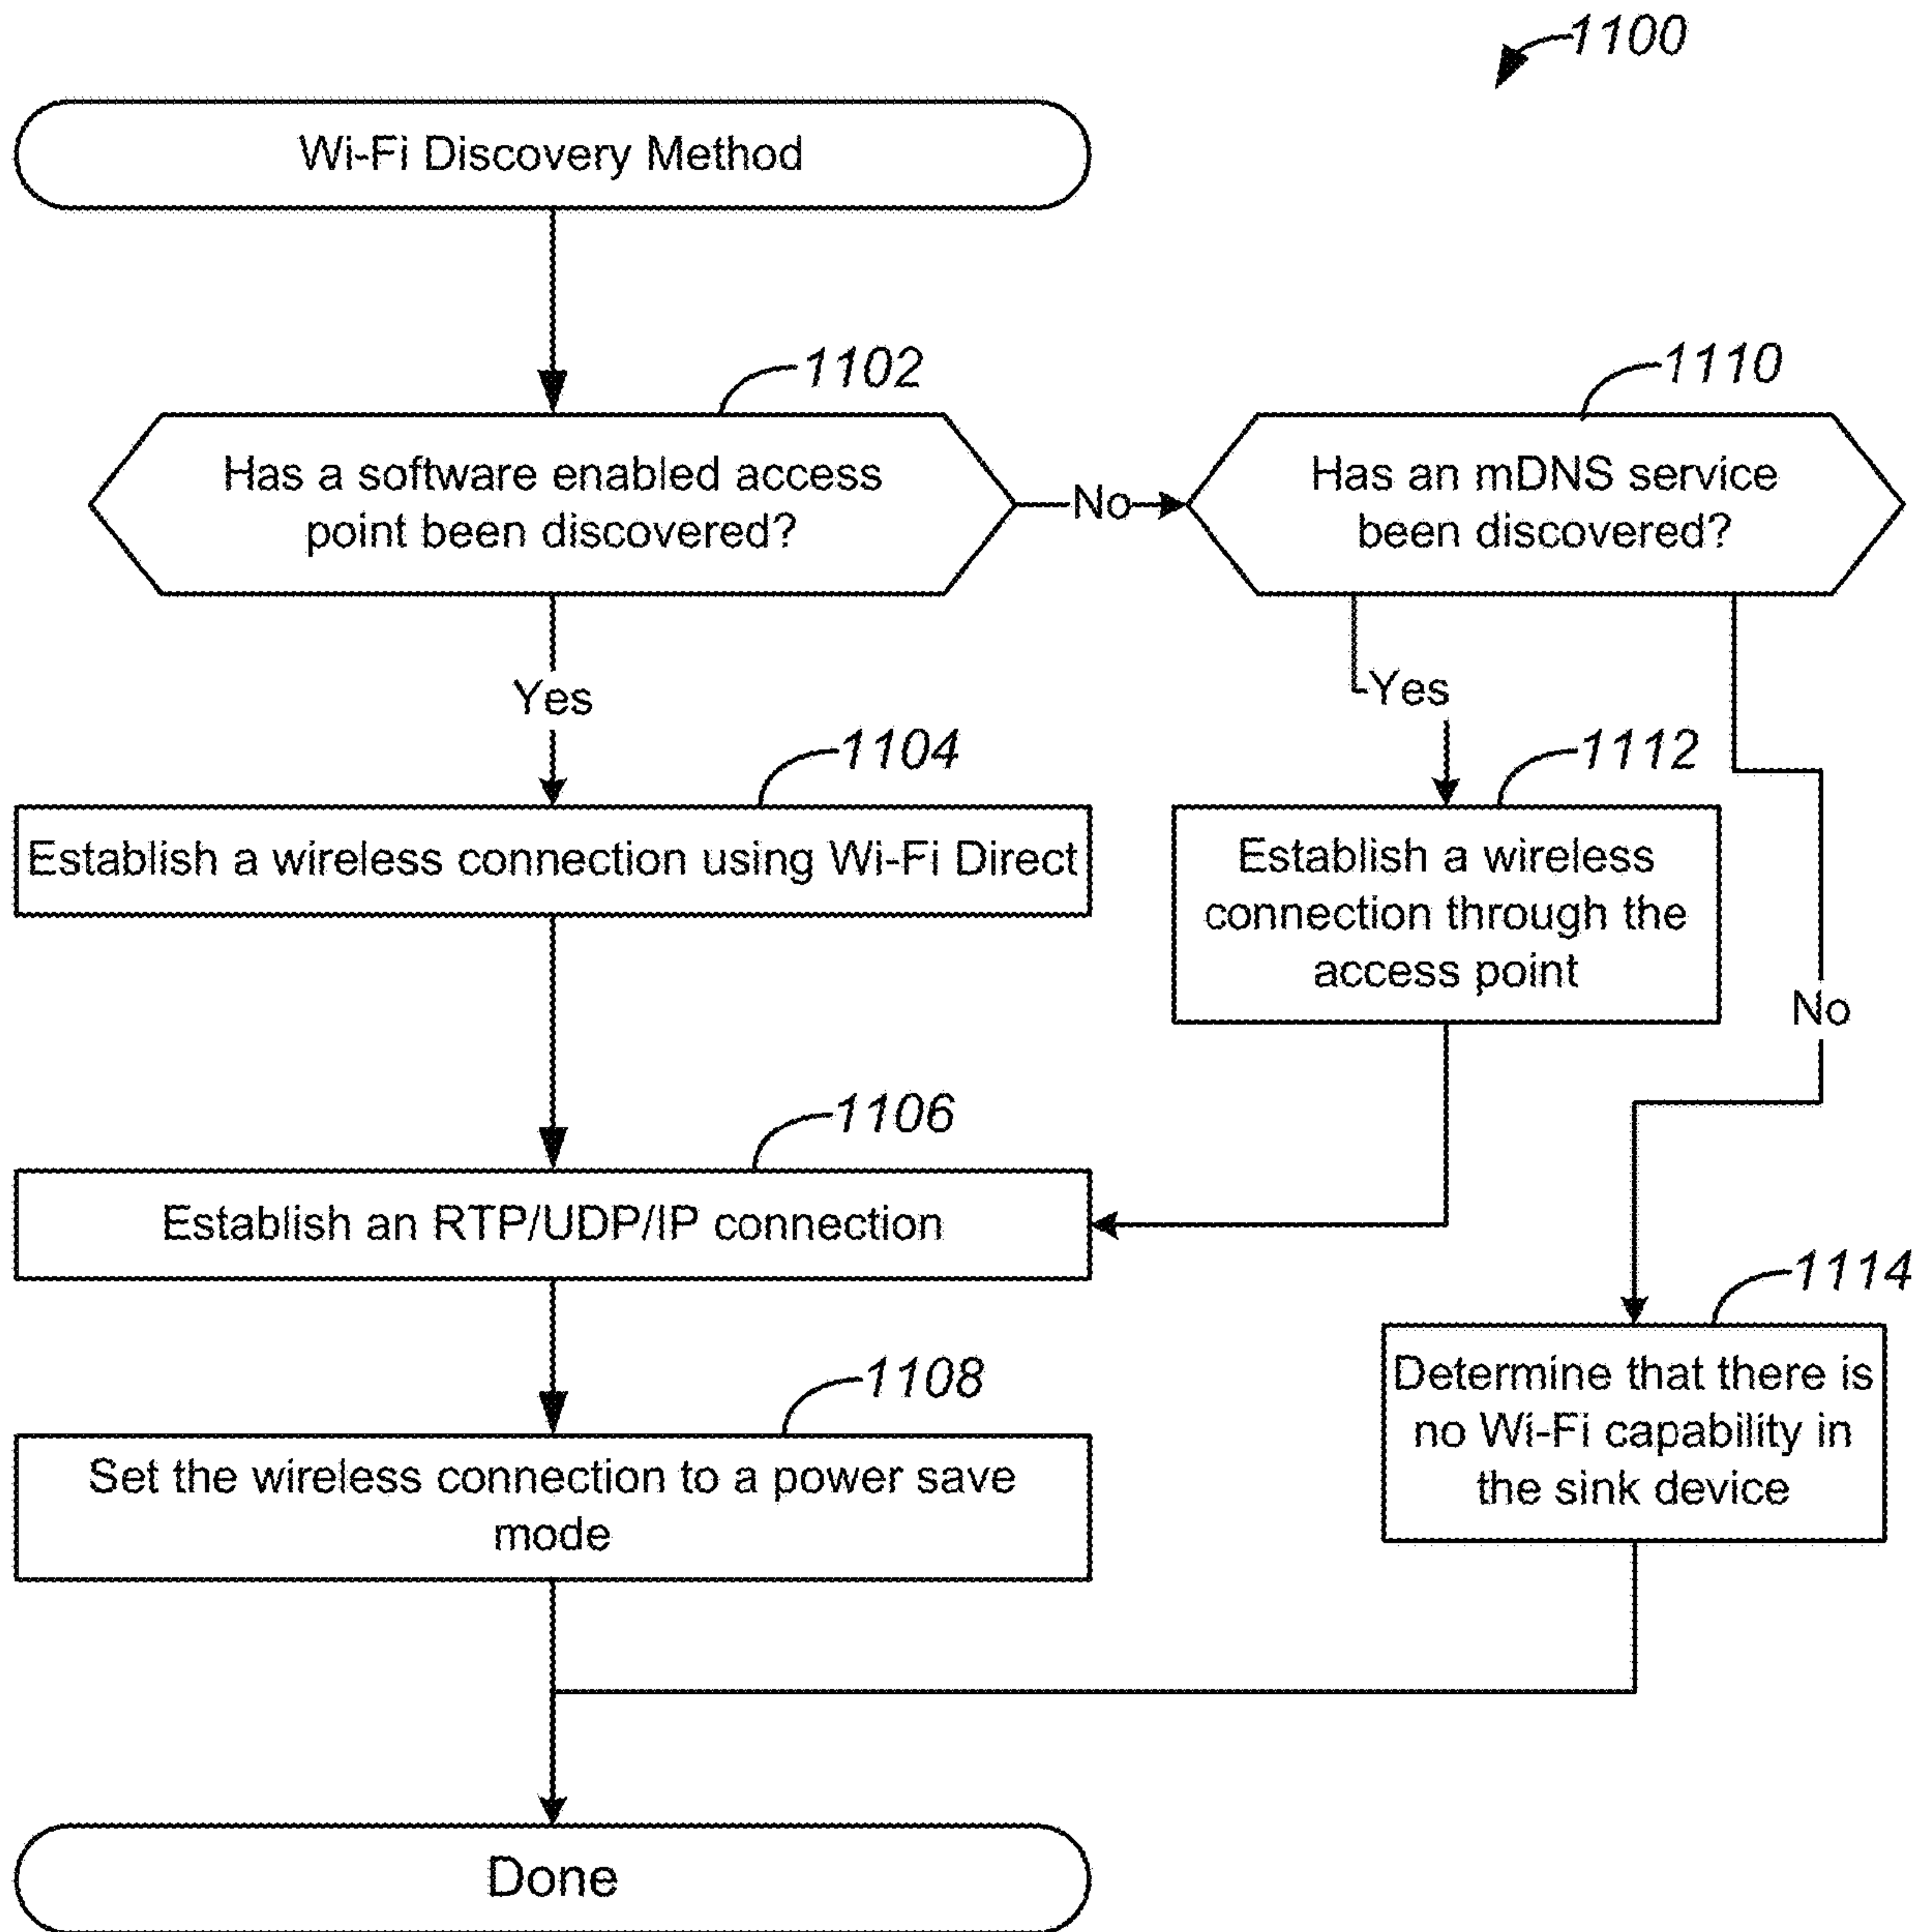 1100
Wi-Fi Discovery Method
1102
Has a software enabled access
point been discovered?
No
1110
Has an mDNS service
been discovered?
Yes
Yes
1104
Establish a wireless connection using Wi-Fi Direct
1112
Establish a wireless
connection through the
access point
No
1106
Establish an RTP/UDP/IP connection
1108
Set the wireless connection to a power save
mode
1114
Determine that there is
no Wi-Fi capability in
the sink device
Done